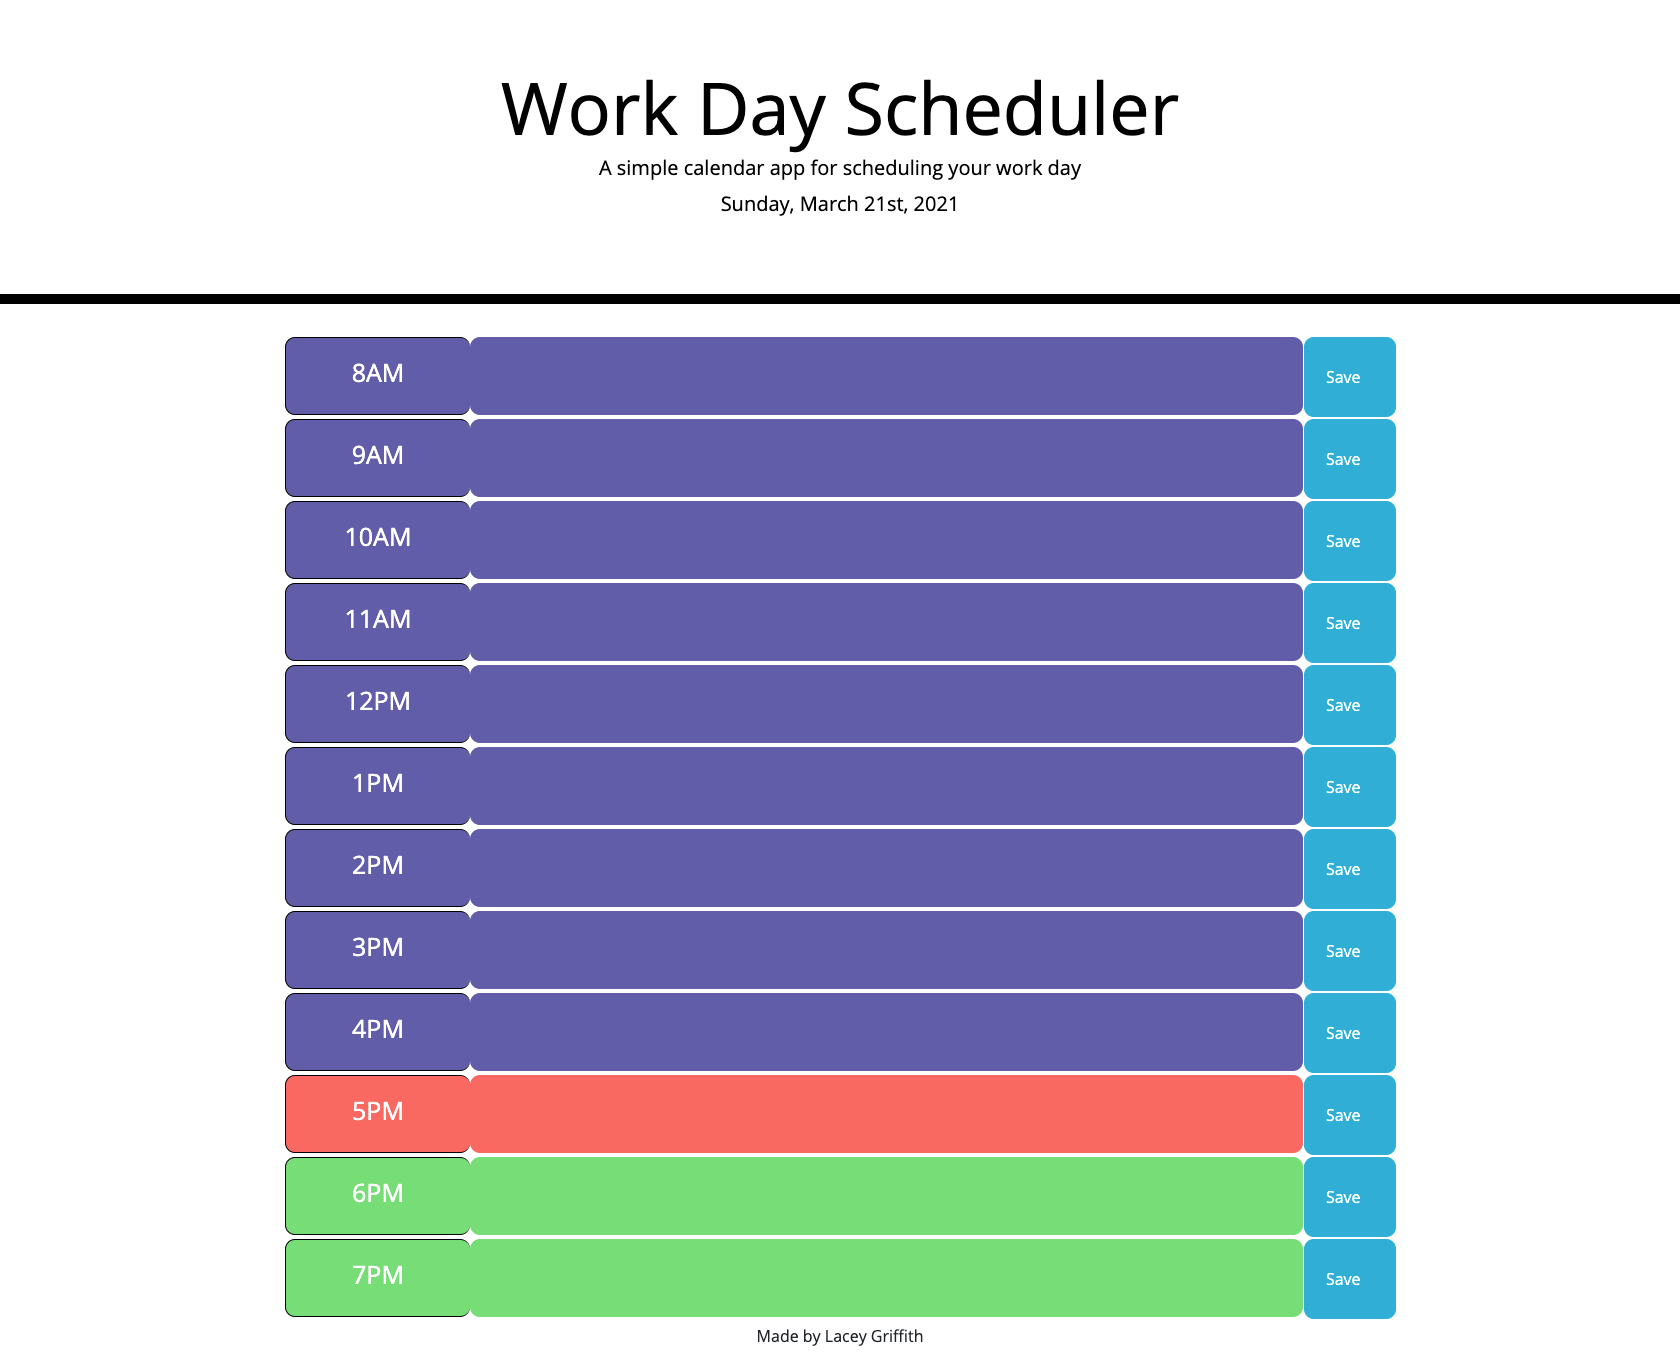 Work Day Scheduler
A simple calendar app for scheduling your work day
Sunday, March 21st, 2021
8AM Save
9AM Save
10AM Save
11AM Save
12PM Save
1PM Save
2PM Save
3PM Save
4PM Save
5PM Save
6PM Save
7PM Save
Made by Lacey Griffith